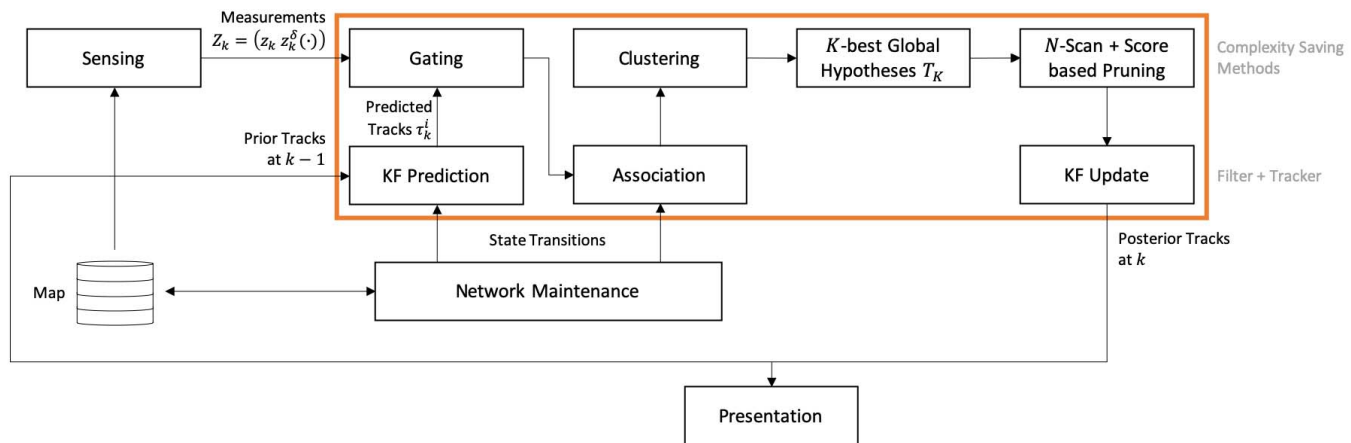 Measurements
Z_k = (z_k z_k^δ(·))
Sensing
Gating
Clustering
K-best Global
Hypotheses T_K
N-Scan + Score
based Pruning
Complexity Saving
Methods
Predicted
Tracks τ_k^i
Prior Tracks
at k − 1
KF Prediction
Association
KF Update
Filter + Tracker
State Transitions
Posterior Tracks
at k
Map
Network Maintenance
Presentation